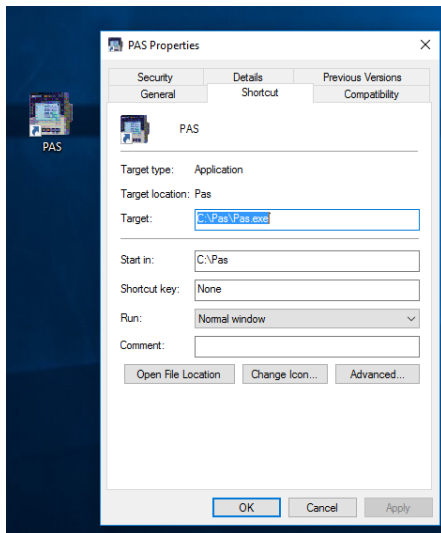 PAS Properties
Security Details Previous Versions
General Shortcut Compatibility
PAS
PAS
Target type: Application
Target location: Pas
Target: C:\Pas\Pas.exe
Start in: C:\Pas
Shortcut key: None
Run: Normal window
Comment:
Open File Location Change Icon... Advanced...
OK Cancel Apply